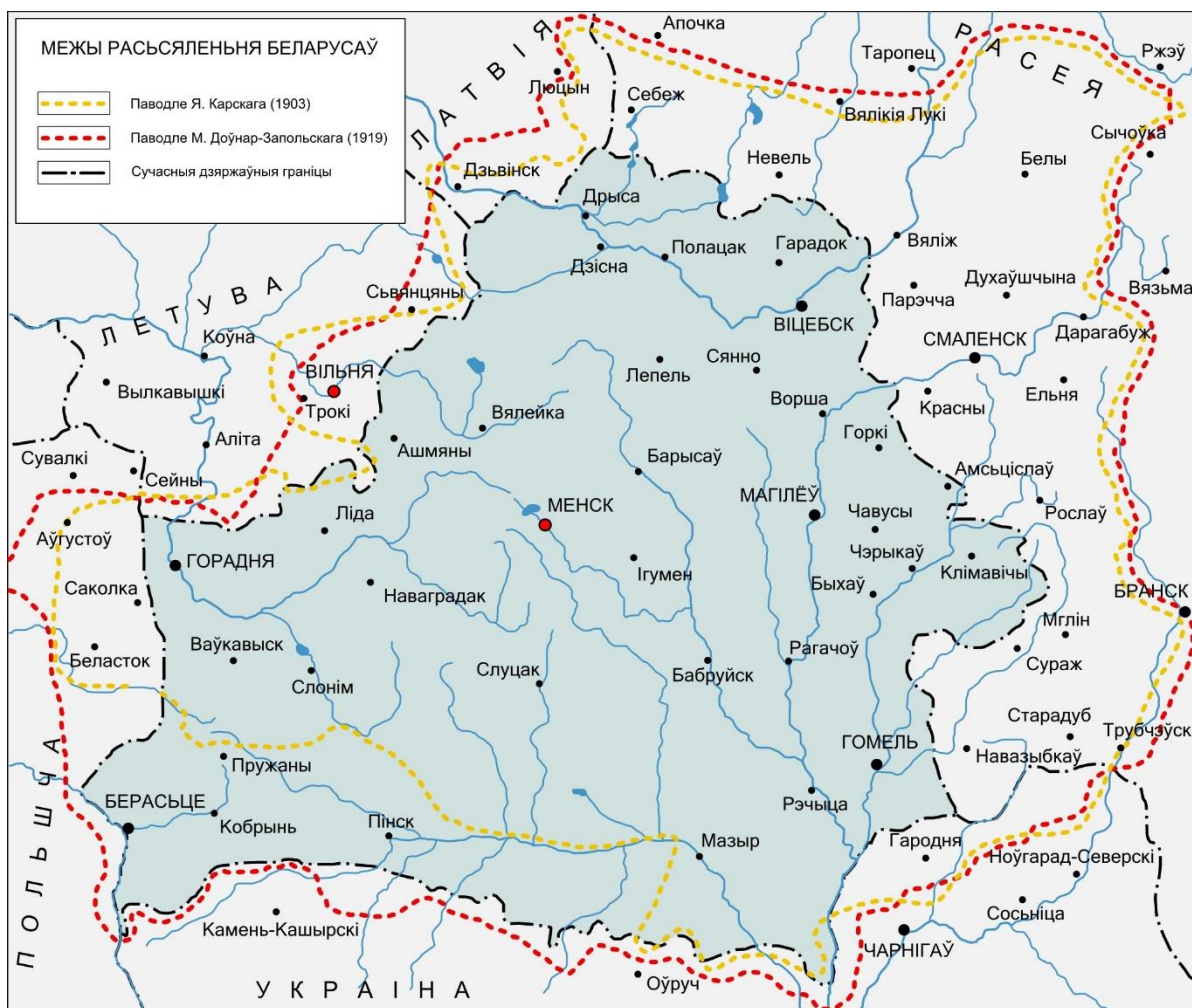 МЕЖЫ РАСЬСЯЛЕНЬНЯ БЕЛАРУСАЎ
Паводле Я. Карскага (1903)
Паводле М. Доўнар-Запольскага (1919)
Сучасныя дзяржаўныя граніцы
ЛАТВІЯ
РАСЕЯ
Апочка
Таропец
Ржэў
Люцын
Себеж
Вялікія Лукі
Сычоўка
Невель
Белы
Дзьвінск
Дрыса
Полацак
Гарадок
Вяліж
Дзісна
Духаўшчына
Вязьма
Парэчча
ЛЕТУВА
Сьвянцяны
ВІЦЕБСК
Дарагабуж
Коўна
СМАЛЕНСК
ВІЛЬНЯ
Сянно
Лепель
Вылкавышкі
Трокі
Вялейка
Ворша
Красны
Ельня
Аліта
Ашмяны
Горкі
Сувалкі
Сейны
Барысаў
Амсьціслаў
МЕНСК
МАГІЛЁЎ
Чавусы
Рослаў
Ліда
Аўгустоў
Чэрыкаў
ГОРАДНЯ
Ігумен
Клімавічы
Саколка
Наваградак
Быхаў
БРАНСК
Мглін
Беласток
Ваўкавыск
Слуцак
Рагачоў
Сураж
Слонім
Бабруйск
Старадуб
Трубчэўск
ГОМЕЛЬ
Навазыбкаў
Пружаны
ПОЛЬШЧА
БЕРАСЬЦЕ
Рэчыца
Кобрынь
Пінск
Мазыр
Гародня
Ноўгарад-Северскі
Камень-Кашырскі
Сосьніца
ЧАРНІГАЎ
Оўруч
УКРАІНА